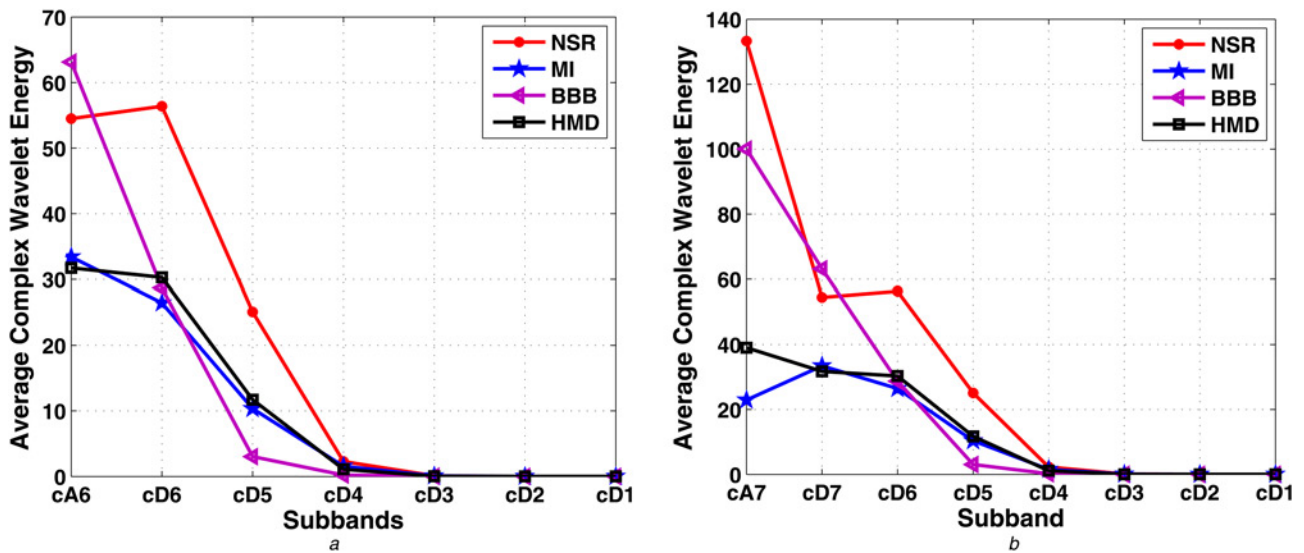 70
60
50
40
30
20
10
0
Average Complex Wavelet Energy
NSR
MI
BBB
HMD
cA6 cD6 cD5 cD4 cD3 cD2 cD1
Subbands
a
140
120
100
80
60
40
20
0
Average Complex Wavelet Energy
NSR
MI
BBB
HMD
cA7 cD7 cD6 cD5 cD4 cD3 cD2 cD1
Subband
b